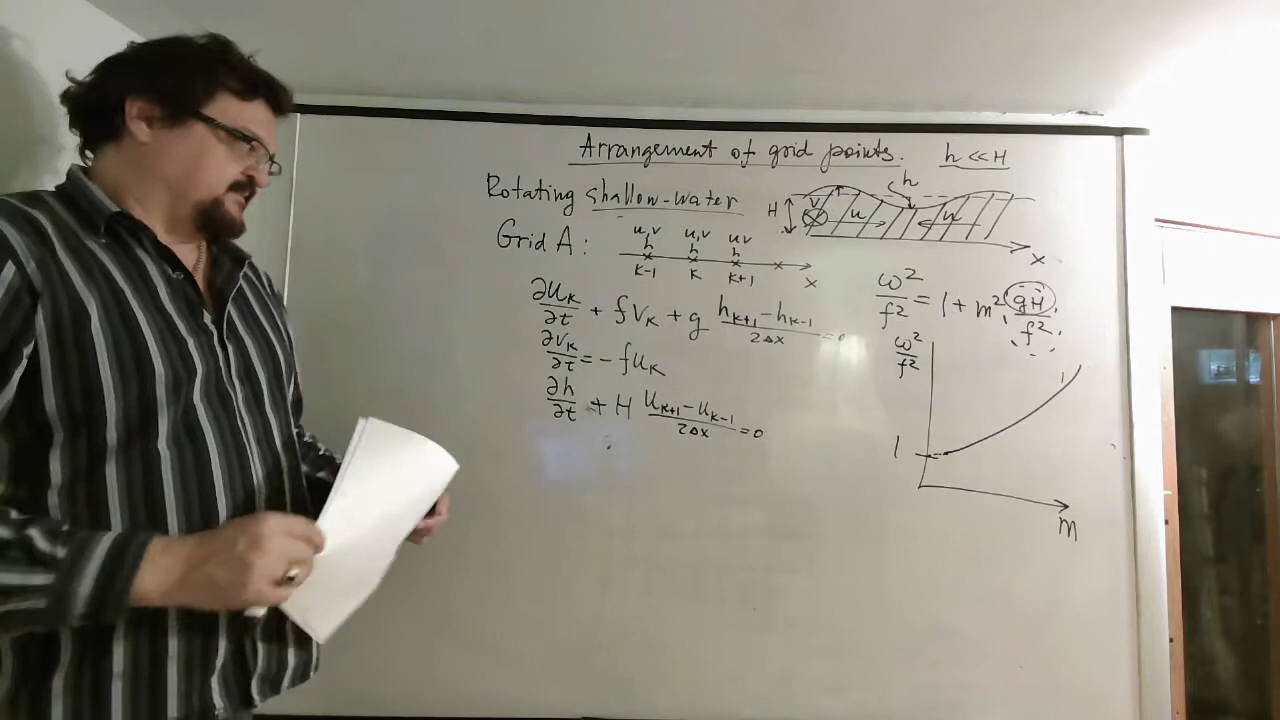 Arrangement of grid points. h << H
Rotating shallow-water
h
H v u u
x
Grid A:
u,v u,v u v
h h h
k-1 k k+1
x
∂u_k/∂t + f v_k + g (h_{k+1} - h_{k-1})/2Δx = 0
∂v_k/∂t = - f u_k
∂h/∂t + H (u_{k+1} - u_{k-1})/2Δx = 0
ω²/f² = 1 + m² gH/f²
ω²/f²
1
m